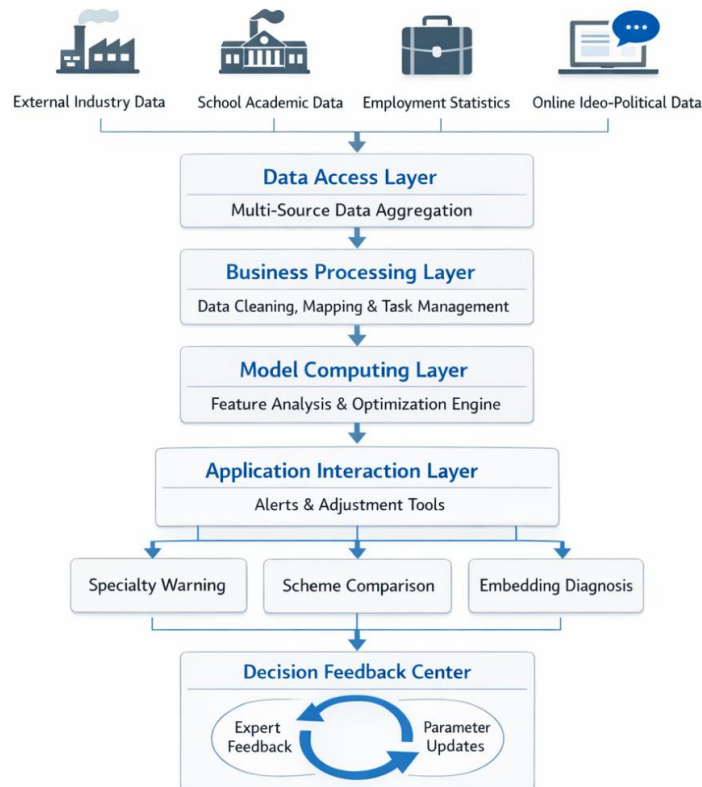 External Industry Data
School Academic Data
Employment Statistics
Online Ideo-Political Data
Data Access Layer
Multi-Source Data Aggregation
Business Processing Layer
Data Cleaning, Mapping & Task Management
Model Computing Layer
Feature Analysis & Optimization Engine
Application Interaction Layer
Alerts & Adjustment Tools
Specialty Warning
Scheme Comparison
Embedding Diagnosis
Decision Feedback Center
Expert
Feedback
Parameter
Updates